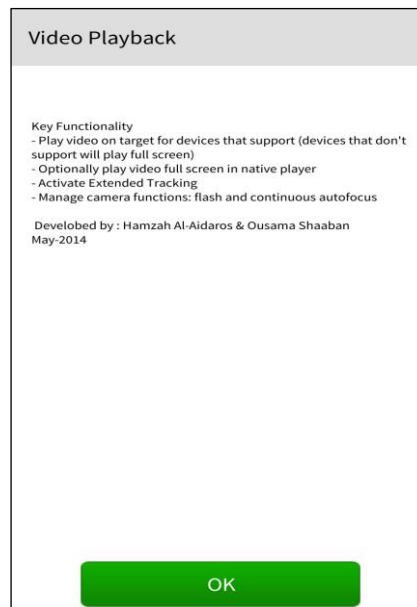 Video Playback
Key Functionality
- Play video on target for devices that support (devices that don't
support will play full screen)
- Optionally play video full screen in native player
- Activate Extended Tracking
- Manage camera functions: flash and continuous autofocus
Develobed by : Hamzah Al-Aidaros & Ousama Shaaban
May-2014
OK